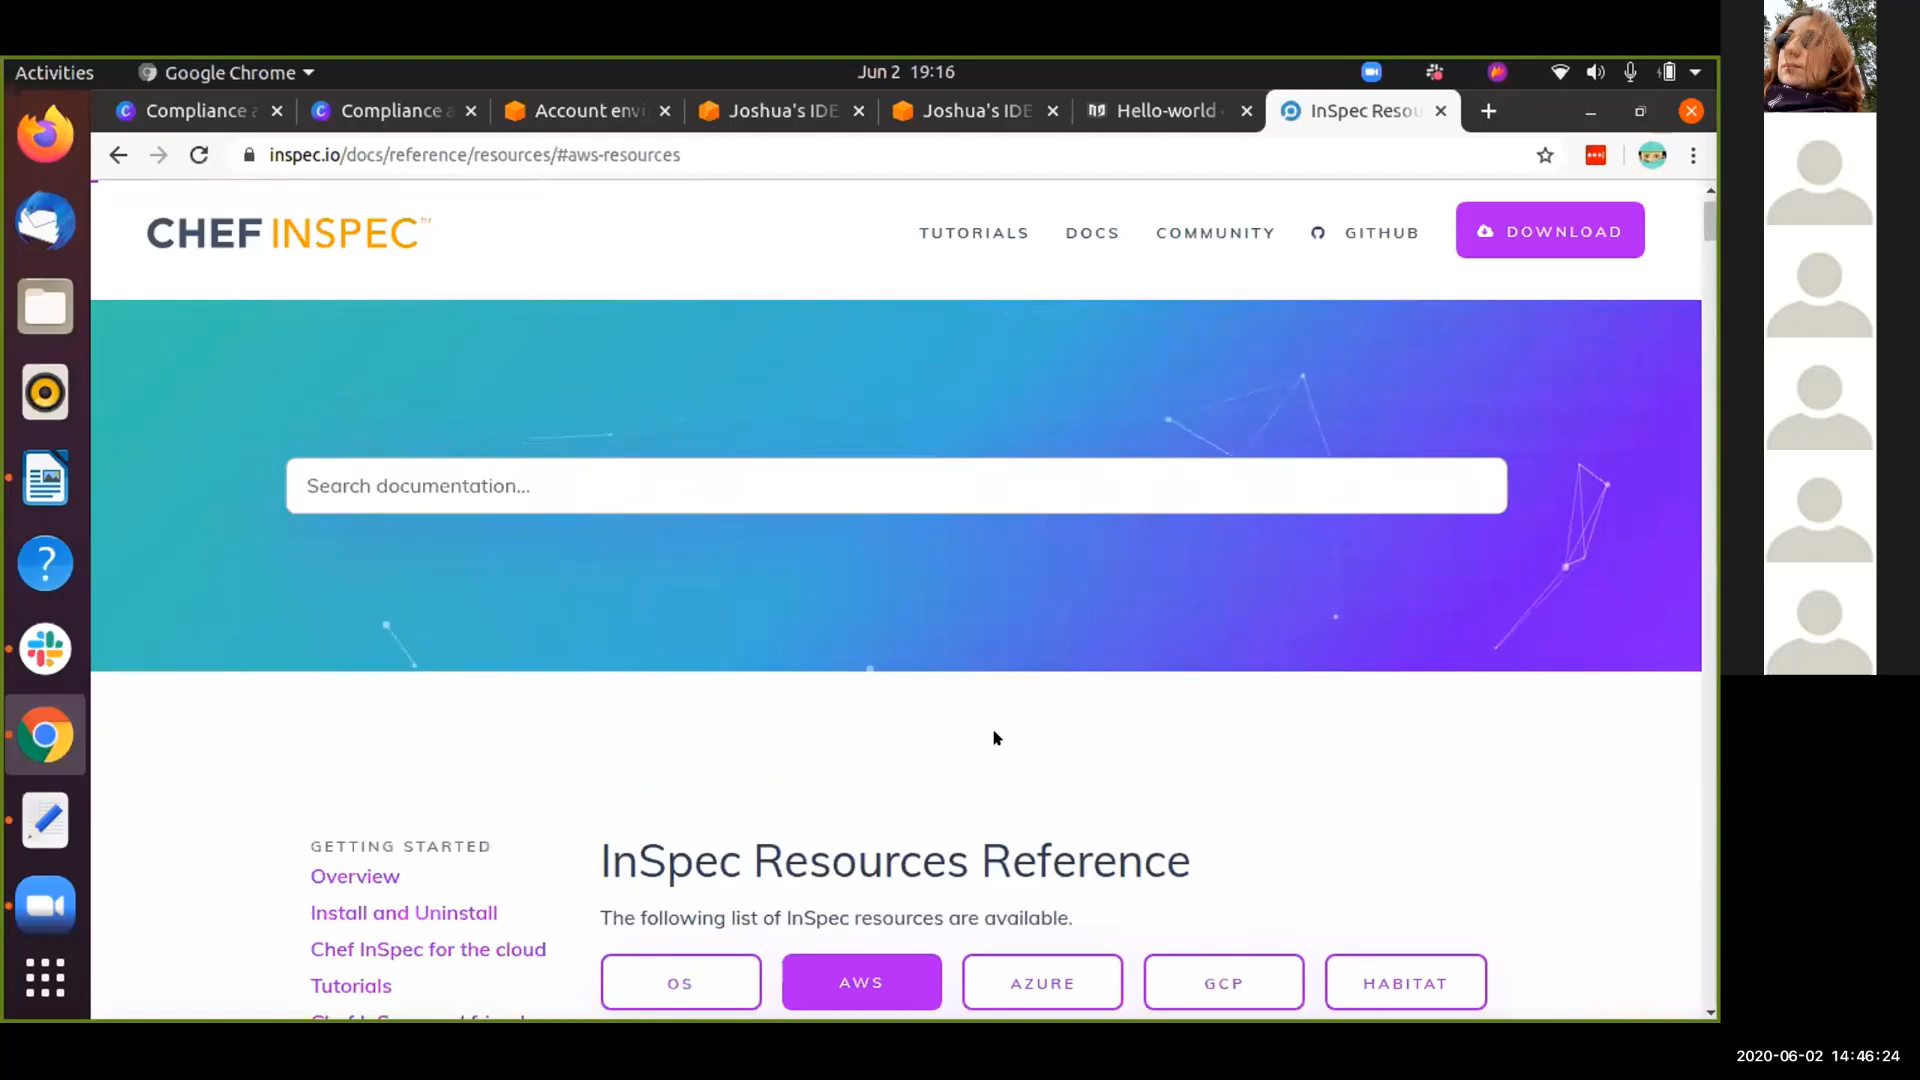 Activities
Google Chrome
Jun 2 19:16
Compliance a
Compliance a
Account envi
Joshua's IDE
Joshua's IDE
Hello-world
InSpec Resou
inspec.io/docs/reference/resources/#aws-resources
CHEF INSPEC™
TUTORIALS
DOCS
COMMUNITY
GITHUB
DOWNLOAD
Search documentation...
GETTING STARTED
Overview
Install and Uninstall
Chef InSpec for the cloud
Tutorials
InSpec Resources Reference
The following list of InSpec resources are available.
OS
AWS
AZURE
GCP
HABITAT
2020-06-02 14:46:24